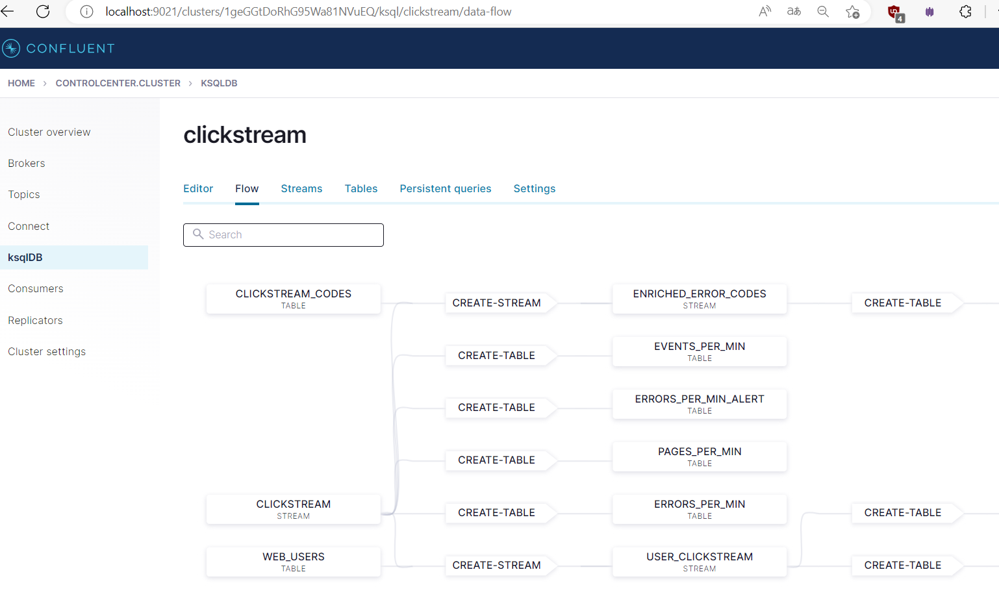 localhost:9021/clusters/1geGGtDoRhG95Wa81NVuEQ/ksql/clickstream/data-flow
あ
4
CONFLUENT
HOME > CONTROLCENTER.CLUSTER > KSQLDB
Cluster overview
Brokers
Topics
Connect
ksqlDB
Consumers
Replicators
Cluster settings
clickstream
Editor Flow Streams Tables Persistent queries Settings
Search
CLICKSTREAM_CODES
TABLE
CREATE-STREAM
ENRICHED_ERROR_CODES
STREAM
CREATE-TABLE
CREATE-TABLE
EVENTS_PER_MIN
TABLE
CREATE-TABLE
ERRORS_PER_MIN_ALERT
TABLE
CREATE-TABLE
PAGES_PER_MIN
TABLE
CLICKSTREAM
STREAM
CREATE-TABLE
ERRORS_PER_MIN
TABLE
CREATE-TABLE
WEB_USERS
TABLE
CREATE-STREAM
USER_CLICKSTREAM
STREAM
CREATE-TABLE